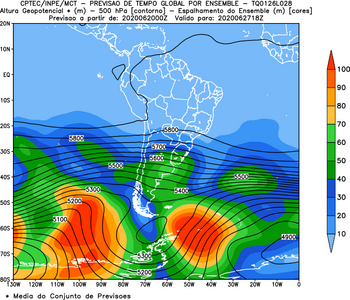 CPTEC/INPE/MCT - PREVISAO DE TEMPO GLOBAL POR ENSEMBLE - TQ0126L028
Altura Geopotencial * (m) - 500 hPa [contorno] - Espalhamento do Ensemble (m) [cores]
Previsao a partir de: 2020062000Z Valido para: 2020062718Z
20N
10N
0
10S
20S
30S
40S
50S
60S
70S
80S
130W 120W 110W 100W 90W 80W 70W 60W 50W 40W 30W 20W 10W 0
5800
5800
5700
5600
5500
5400
5500
5300
5200
5100
5300
5200
4900
100
90
80
70
60
50
40
30
20
10
* Media do Conjunto de Previsoes